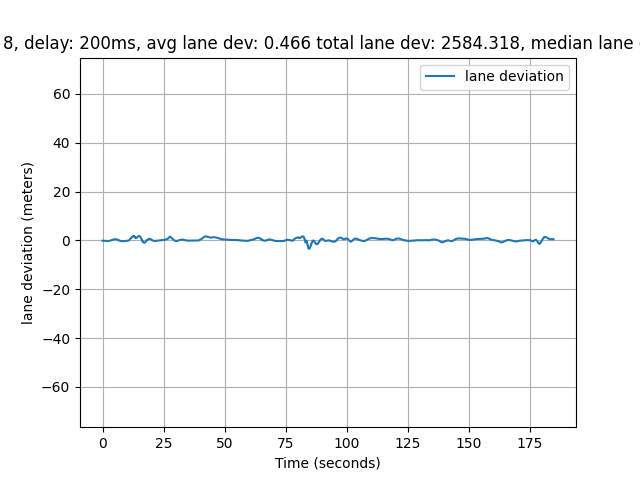 8, delay: 200ms, avg lane dev: 0.466 total lane dev: 2584.318, median lane
lane deviation
60
40
20
0
−20
−40
−60
lane deviation (meters)
0 25 50 75 100 125 150 175
Time (seconds)